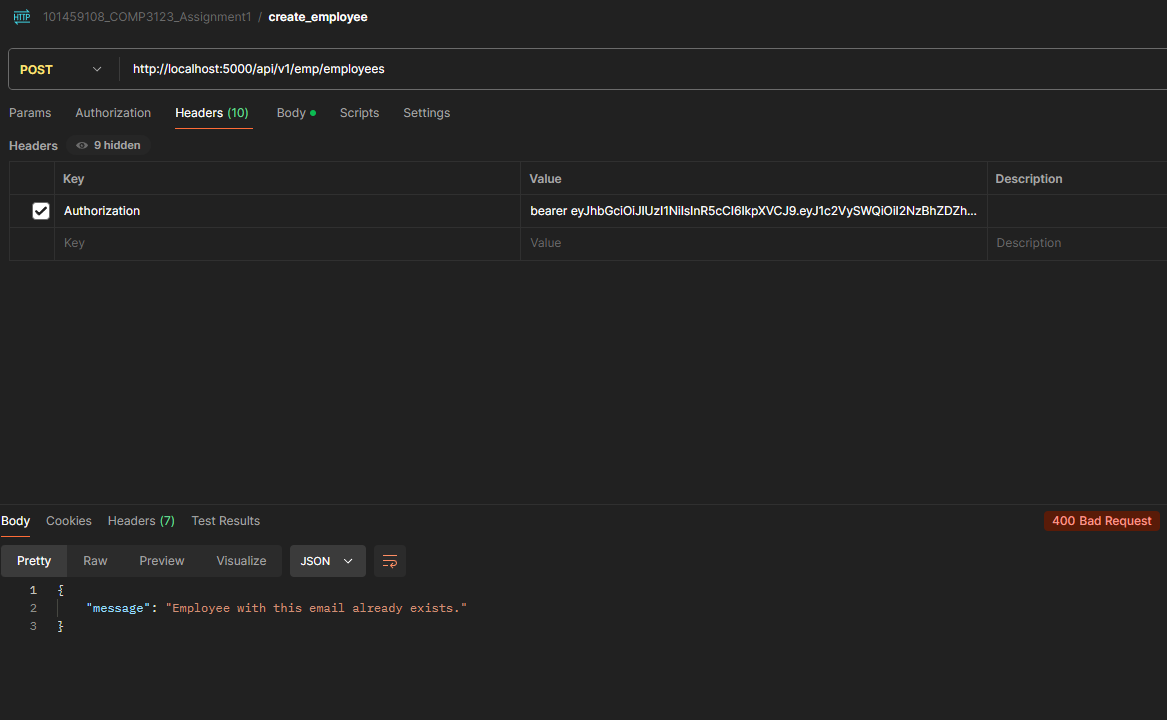 HTTP 101459108_COMP3123_Assignment1 / create_employee
POST http://localhost:5000/api/v1/emp/employees
Params Authorization Headers (10) Body Scripts Settings
Headers 9 hidden
Key Value Description
Authorization bearer eyJhbGciOiJIUzI1NiIsInR5cCI6IkpXVCJ9.eyJ1c2VySWQiOiI2NzBhZDZh...
Key Value Description
Body Cookies Headers (7) Test Results 400 Bad Request
Pretty Raw Preview Visualize JSON
1 {
2 "message": "Employee with this email already exists."
3 }